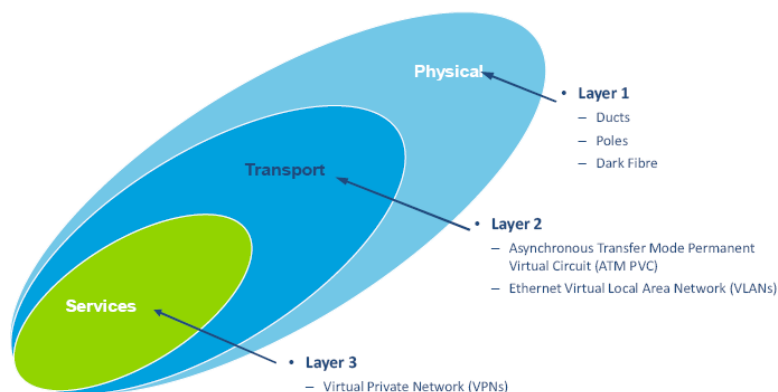 Physical
• Layer 1
– Ducts
– Poles
– Dark Fibre
Transport
• Layer 2
– Asynchronous Transfer Mode Permanent
Virtual Circuit (ATM PVC)
– Ethernet Virtual Local Area Network (VLANs)
Services
• Layer 3
– Virtual Private Network (VPNs)